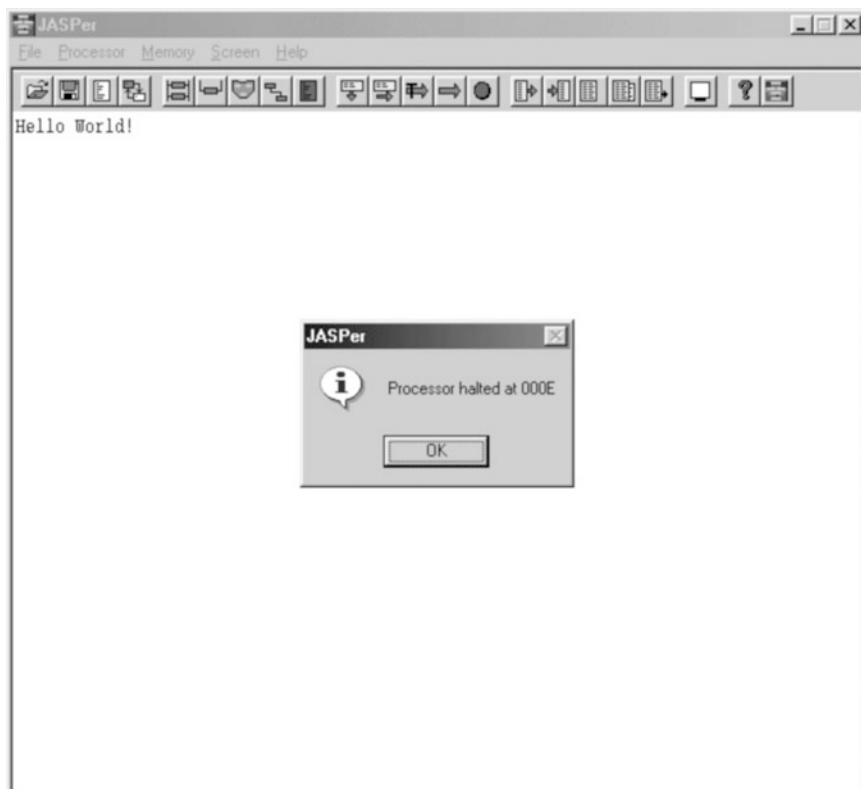 JASPer
File Processor Memory Screen Help
Hello World!
JASPer
Processor halted at 000E
OK